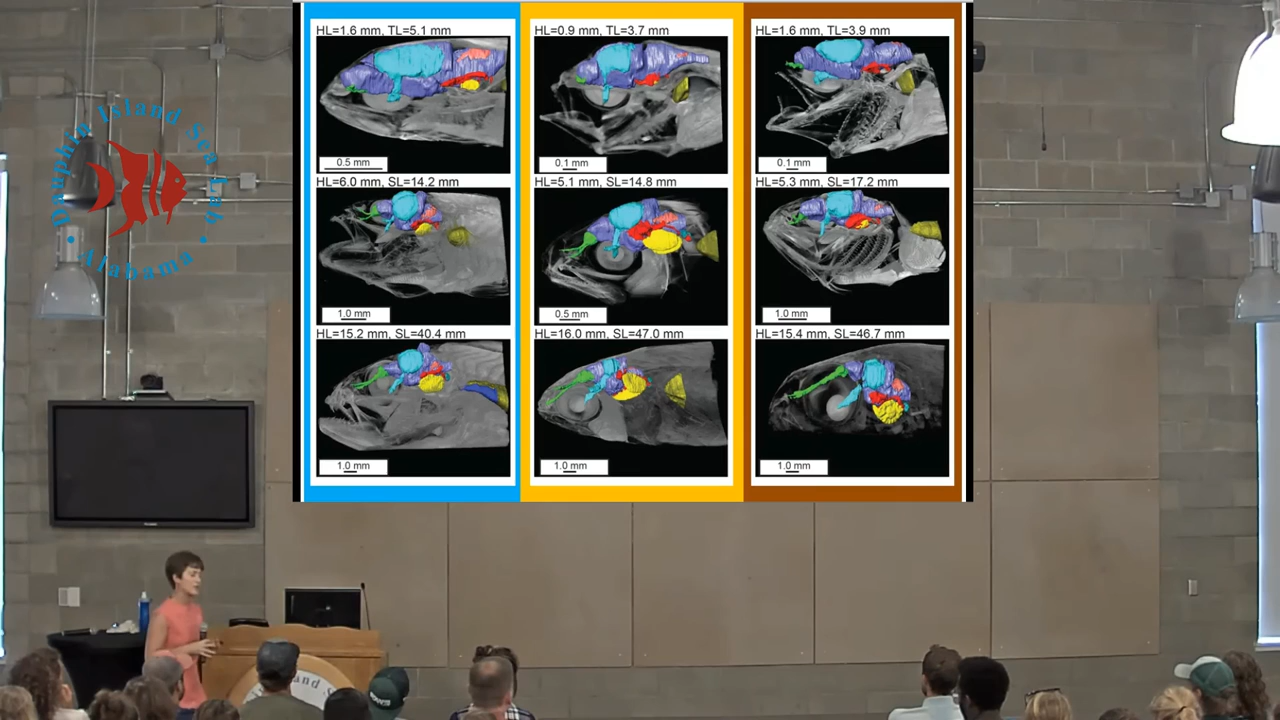 HL=1.6 mm, TL=5.1 mm
HL=0.9 mm, TL=3.7 mm
HL=1.6 mm, TL=3.9 mm
0.5 mm
0.1 mm
0.1 mm
HL=6.0 mm, SL=14.2 mm
HL=5.1 mm, SL=14.8 mm
HL=5.3 mm, SL=17.2 mm
1.0 mm
0.5 mm
1.0 mm
HL=15.2 mm, SL=40.4 mm
HL=16.0 mm, SL=47.0 mm
HL=15.4 mm, SL=46.7 mm
1.0 mm
1.0 mm
1.0 mm
Dauphin Island Sea Lab
• Alabama •